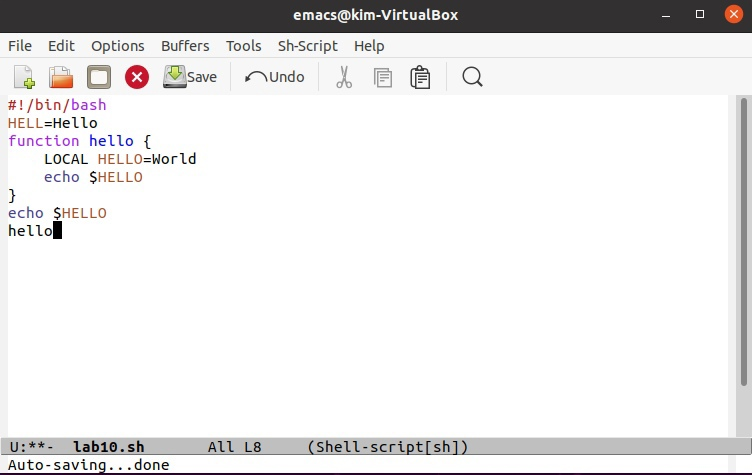 emacs@kim-VirtualBox
File Edit Options Buffers Tools Sh-Script Help
Save Undo
#!/bin/bash
HELL=Hello
function hello {
    LOCAL HELLO=World
    echo $HELLO
}
echo $HELLO
hello
U:**- lab10.sh All L8 (Shell-script[sh])
Auto-saving...done